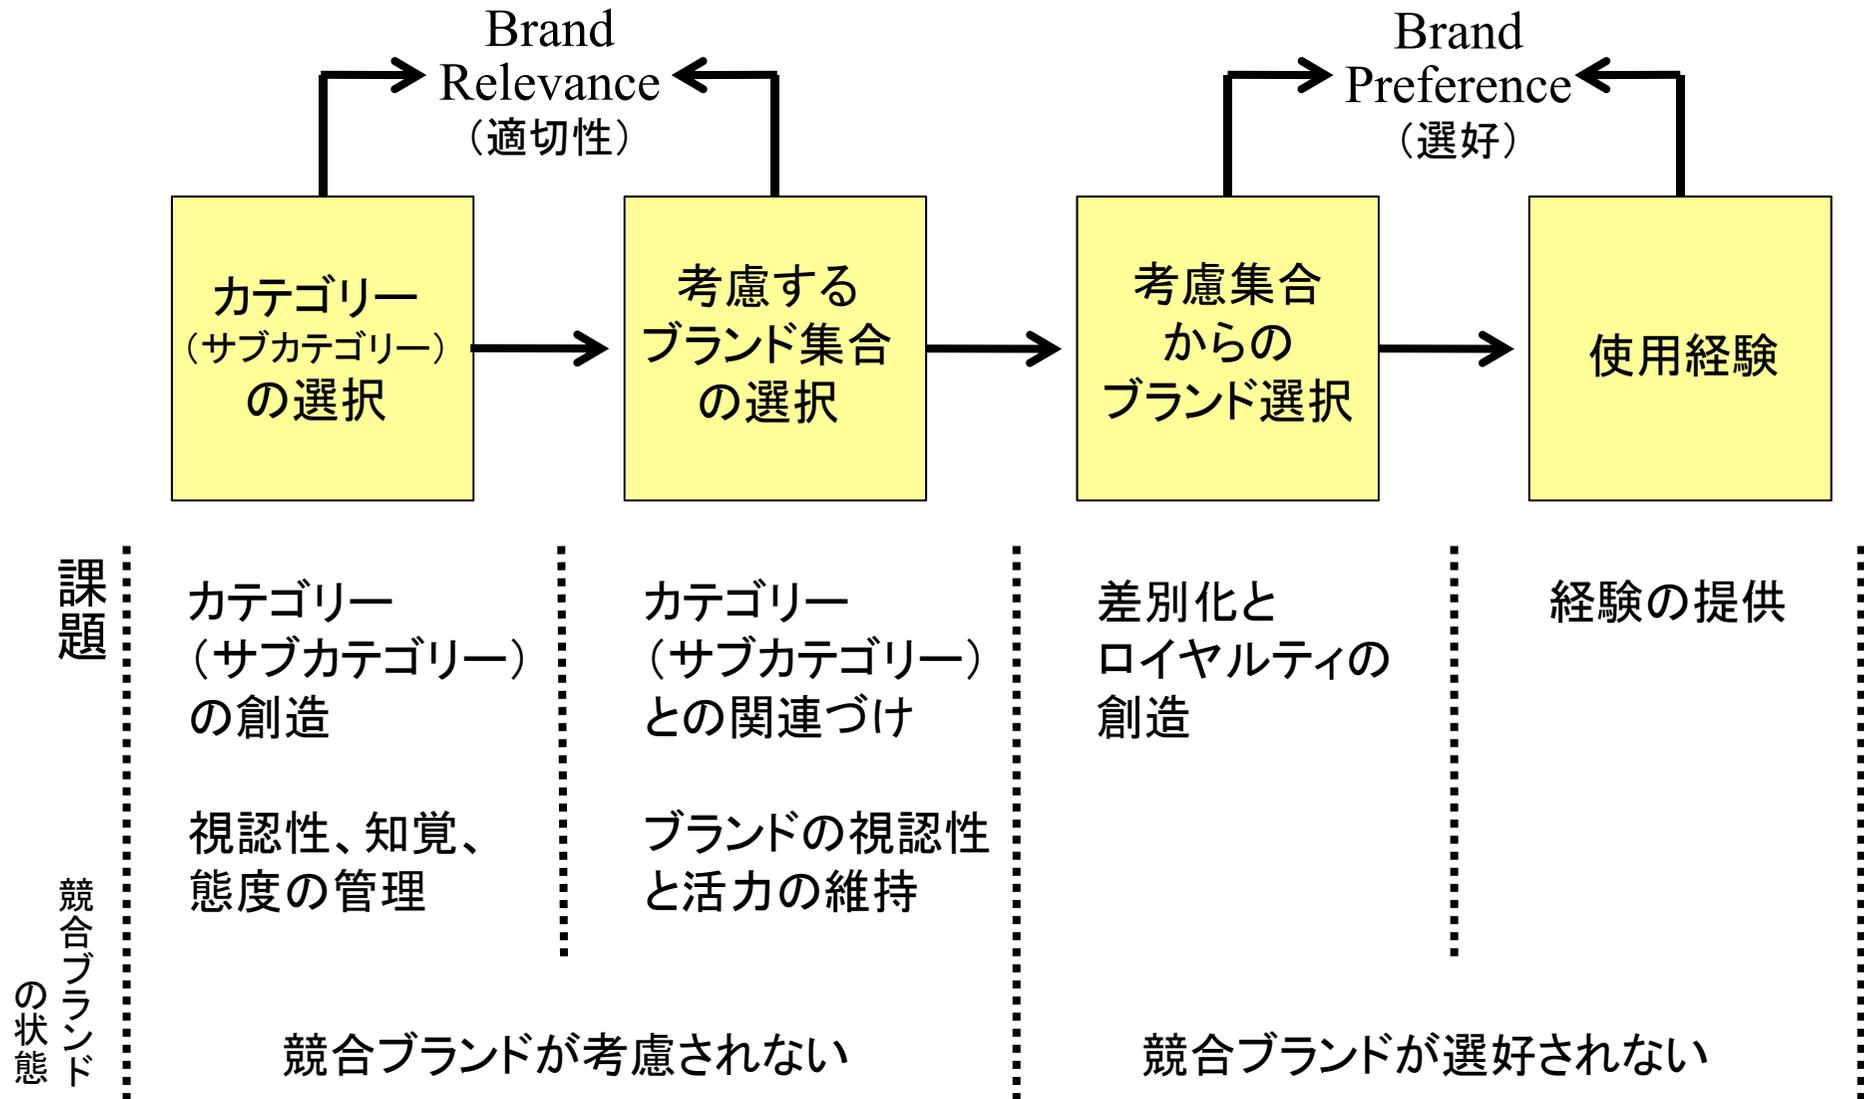 Brand
Relevance
（適切性）
Brand
Preference
（選好）
カテゴリー
（サブカテゴリー）
の選択
考慮する
ブランド集合
の選択
考慮集合
からの
ブランド選択
使用経験
課題
カテゴリー
（サブカテゴリー）
の創造
視認性、知覚、
態度の管理
カテゴリー
（サブカテゴリー）
との関連づけ
ブランドの視認性
と活力の維持
差別化と
ロイヤルティの
創造
経験の提供
競合ブランド
の状態
競合ブランドが考慮されない
競合ブランドが選好されない